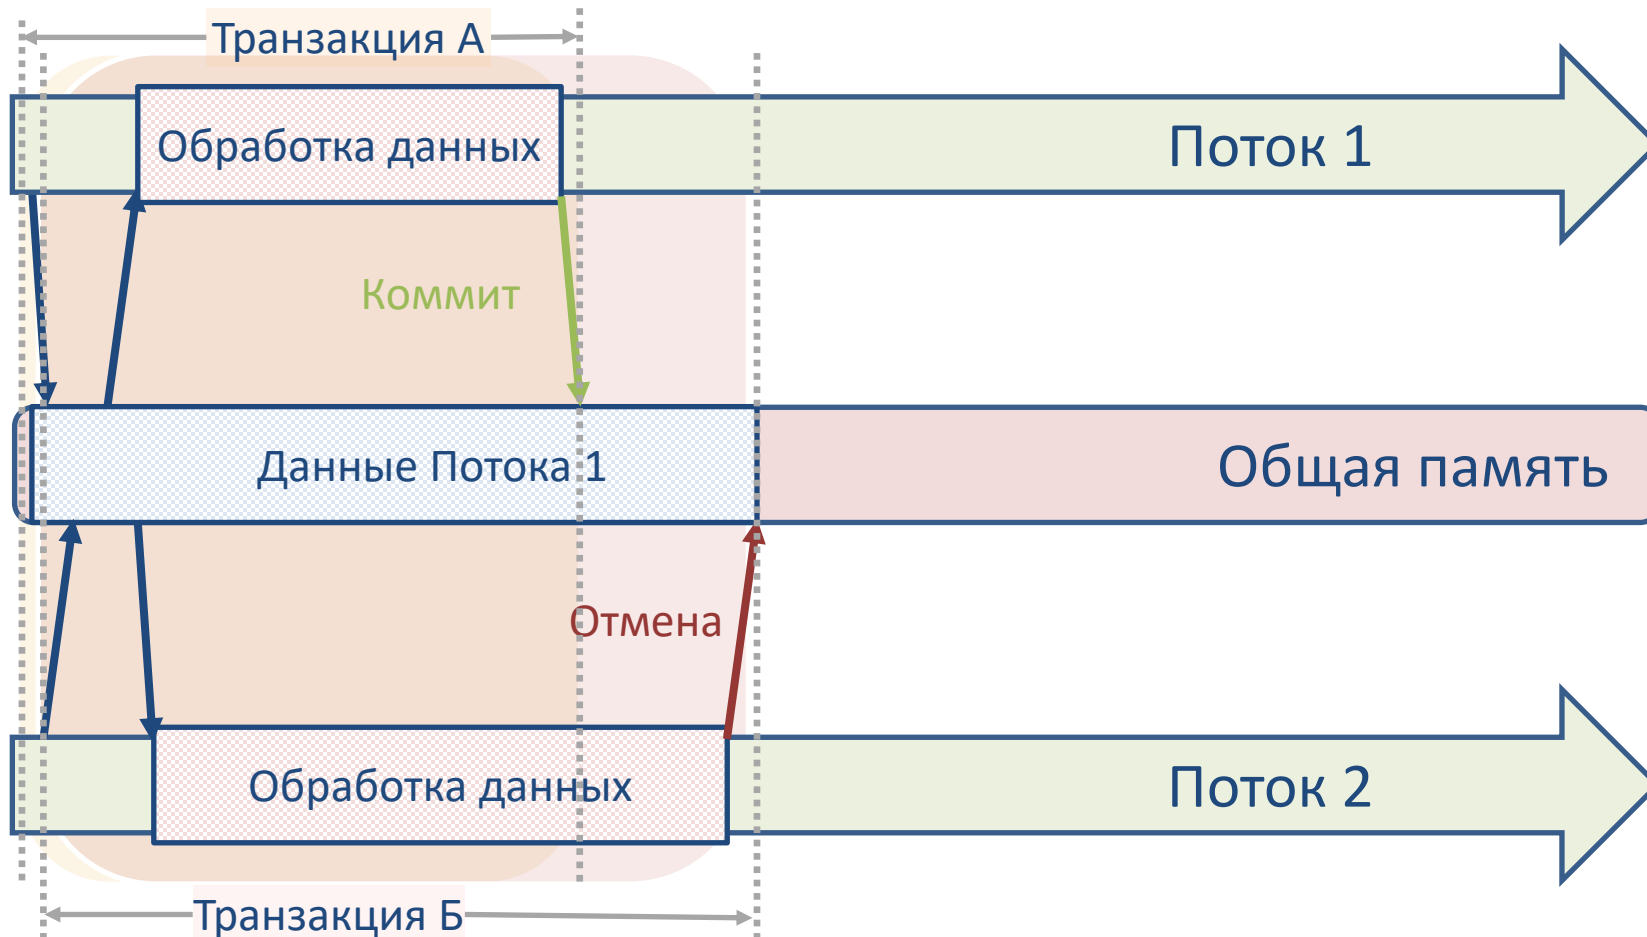 Транзакция А
Обработка данных
Поток 1
Коммит
Данные Потока 1
Общая память
Отмена
Обработка данных
Поток 2
Транзакция Б